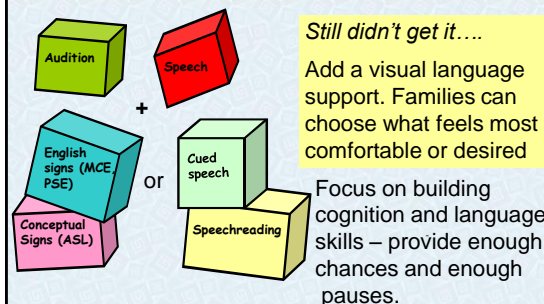 Audition
Speech
+
English
signs (MCE,
PSE)
or
Cued
speech
Conceptual
Signs (ASL)
Speechreading
Still didn't get it….
Add a visual language
support. Families can
choose what feels most
comfortable or desired
Focus on building
cognition and language
skills – provide enough
chances and enough
pauses.